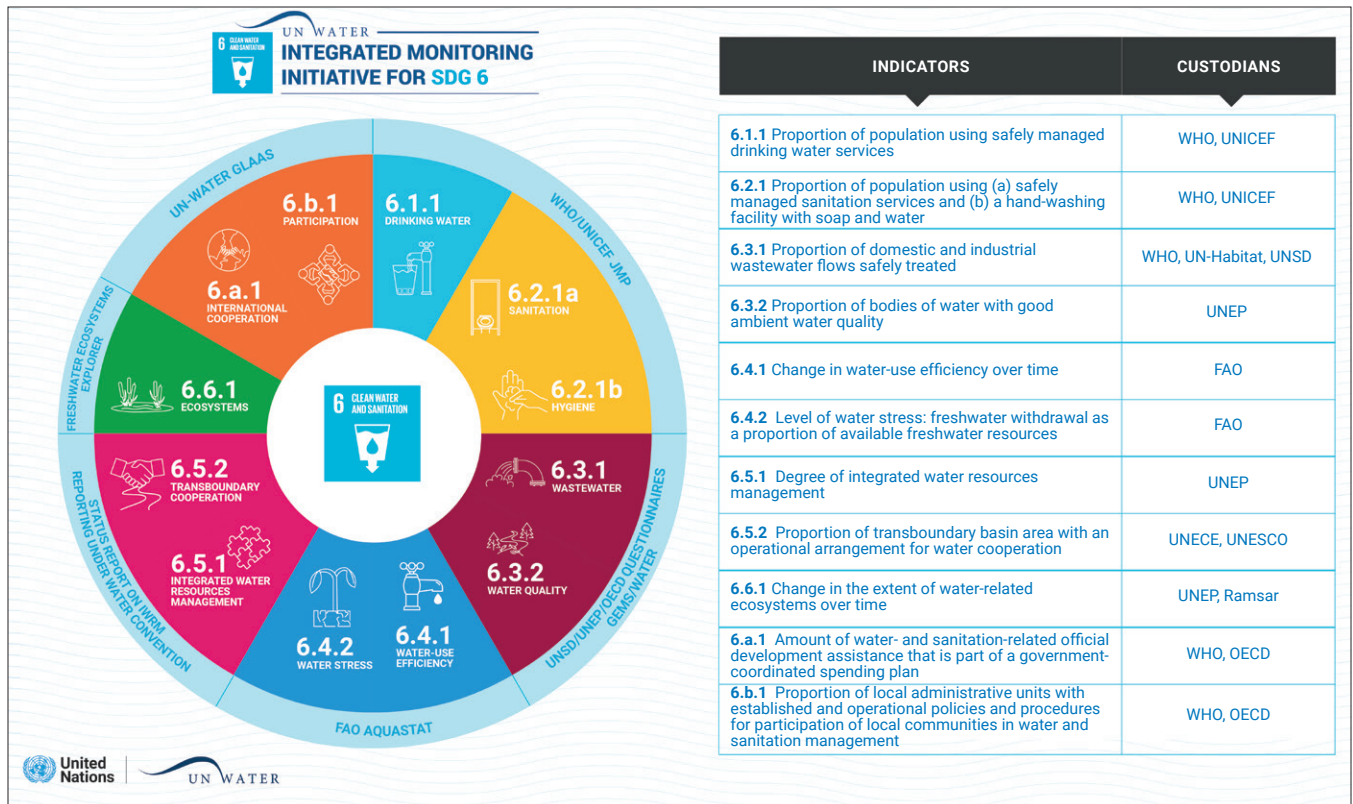 UN WATER
6 CLEAN WATER
AND SANITATION
INTEGRATED MONITORING
INITIATIVE FOR SDG 6
UN-WATER GLAAS
WHO/UNICEF JMP
UNSD/UNEP/OECD QUESTIONNAIRES
GEMS/WATER
FAO AQUASTAT
STATUS REPORT ON IWRM
REPORTING UNDER WATER CONVENTION
FRESHWATER ECOSYSTEMS
EXPLORER
6.b.1
PARTICIPATION
6.1.1
DRINKING WATER
6.a.1
INTERNATIONAL
COOPERATION
6.2.1a
SANITATION
6.6.1
ECOSYSTEMS
6.2.1b
HYGIENE
6 CLEAN WATER
AND SANITATION
6.5.2
TRANSBOUNDARY
COOPERATION
6.3.1
WASTEWATER
6.5.1
INTEGRATED WATER
RESOURCES
MANAGEMENT
6.3.2
WATER QUALITY
6.4.2
WATER STRESS
6.4.1
WATER-USE
EFFICIENCY
United
Nations
UN WATER
INDICATORS CUSTODIANS
6.1.1 Proportion of population using safely managed
drinking water services
WHO, UNICEF
6.2.1 Proportion of population using (a) safely
managed sanitation services and (b) a hand-washing
facility with soap and water
WHO, UNICEF
6.3.1 Proportion of domestic and industrial
wastewater flows safely treated
WHO, UN-Habitat, UNSD
6.3.2 Proportion of bodies of water with good
ambient water quality
UNEP
6.4.1 Change in water-use efficiency over time
FAO
6.4.2 Level of water stress: freshwater withdrawal as
a proportion of available freshwater resources
FAO
6.5.1 Degree of integrated water resources
management
UNEP
6.5.2 Proportion of transboundary basin area with an
operational arrangement for water cooperation
UNECE, UNESCO
6.6.1 Change in the extent of water-related
ecosystems over time
UNEP, Ramsar
6.a.1 Amount of water- and sanitation-related official
development assistance that is part of a government-
coordinated spending plan
WHO, OECD
6.b.1 Proportion of local administrative units with
established and operational policies and procedures
for participation of local communities in water and
sanitation management
WHO, OECD